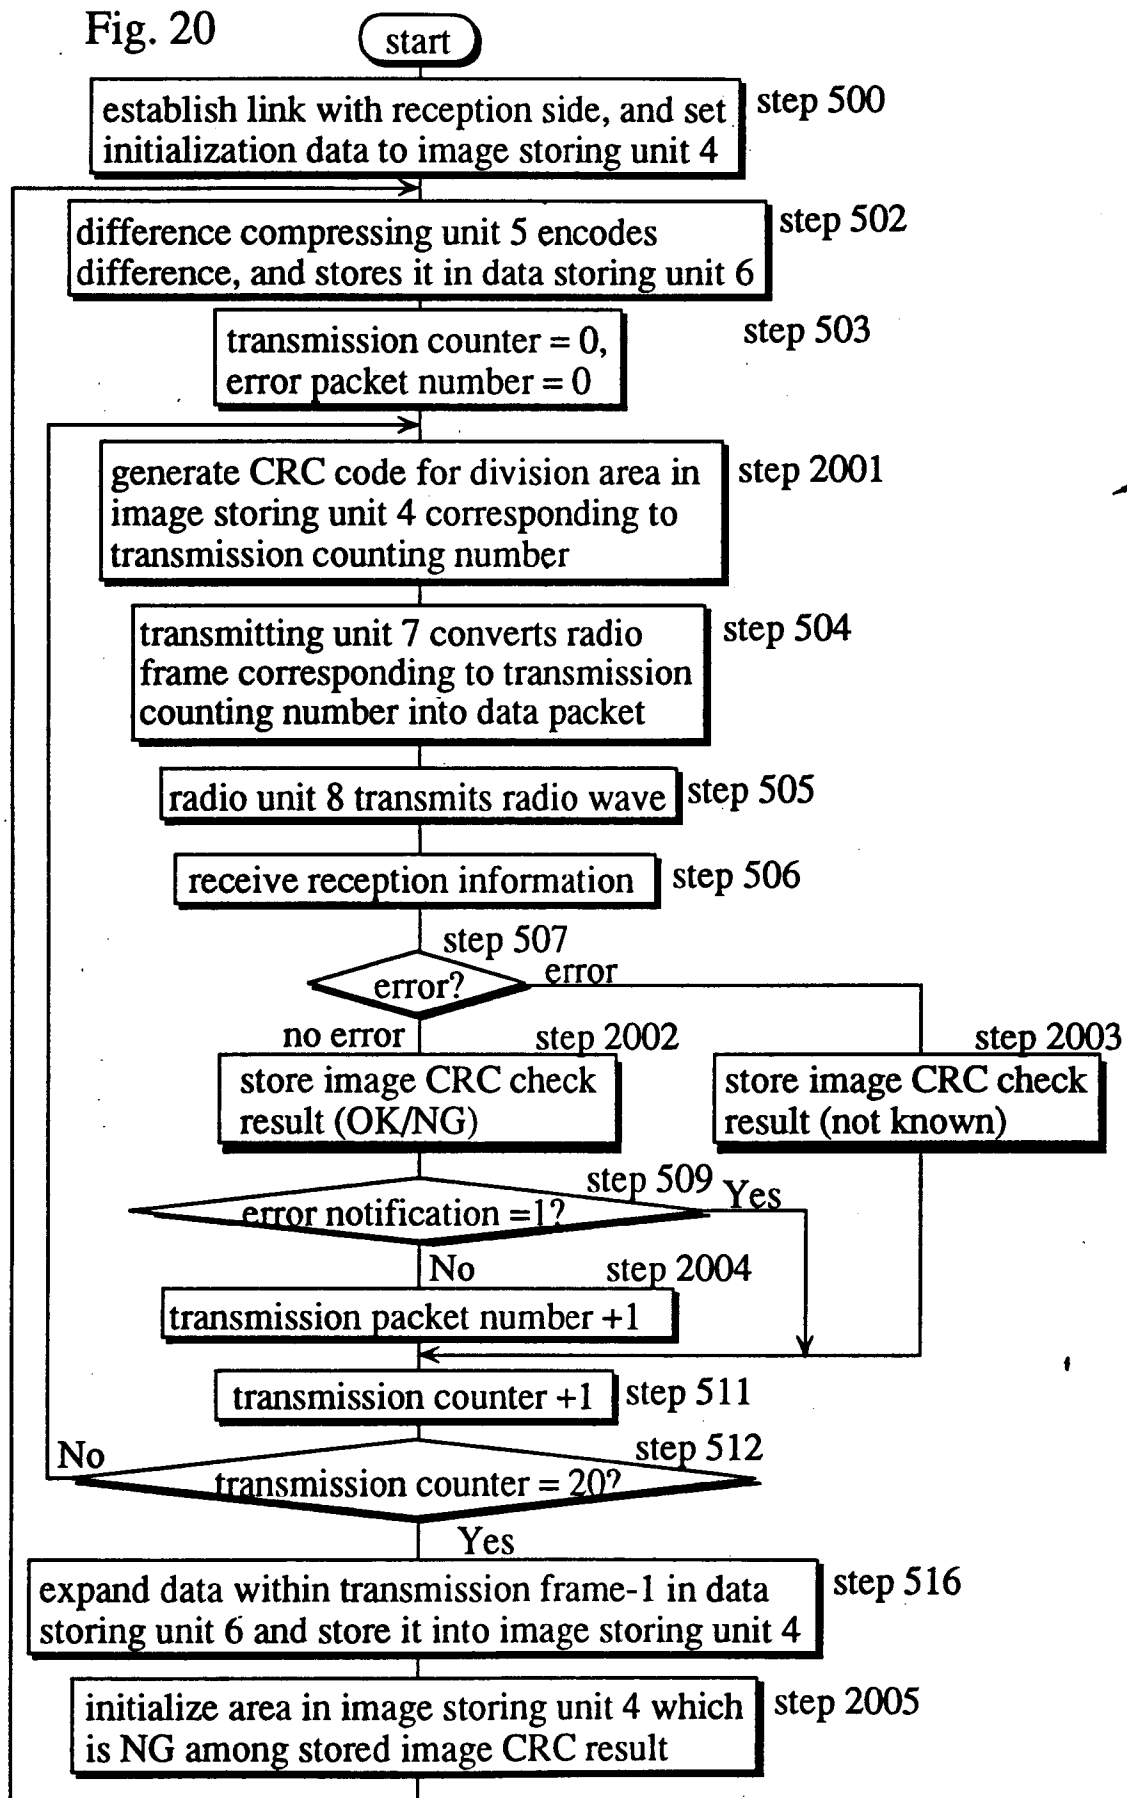 Fig. 20
start
establish link with reception side, and set
initialization data to image storing unit 4
step 500
difference compressing unit 5 encodes
difference, and stores it in data storing unit 6
step 502
transmission counter = 0,
error packet number = 0
step 503
generate CRC code for division area in
image storing unit 4 corresponding to
transmission counting number
step 2001
transmitting unit 7 converts radio
frame corresponding to transmission
counting number into data packet
step 504
radio unit 8 transmits radio wave
step 505
receive reception information
step 506
step 507
error?
error
no error
step 2002
store image CRC check
result (OK/NG)
step 2003
store image CRC check
result (not known)
step 509
error notification =1?
Yes
No
step 2004
transmission packet number +1
transmission counter +1
step 511
step 512
No
transmission counter = 20?
Yes
expand data within transmission frame-1 in data
storing unit 6 and store it into image storing unit 4
step 516
initialize area in image storing unit 4 which
is NG among stored image CRC result
step 2005